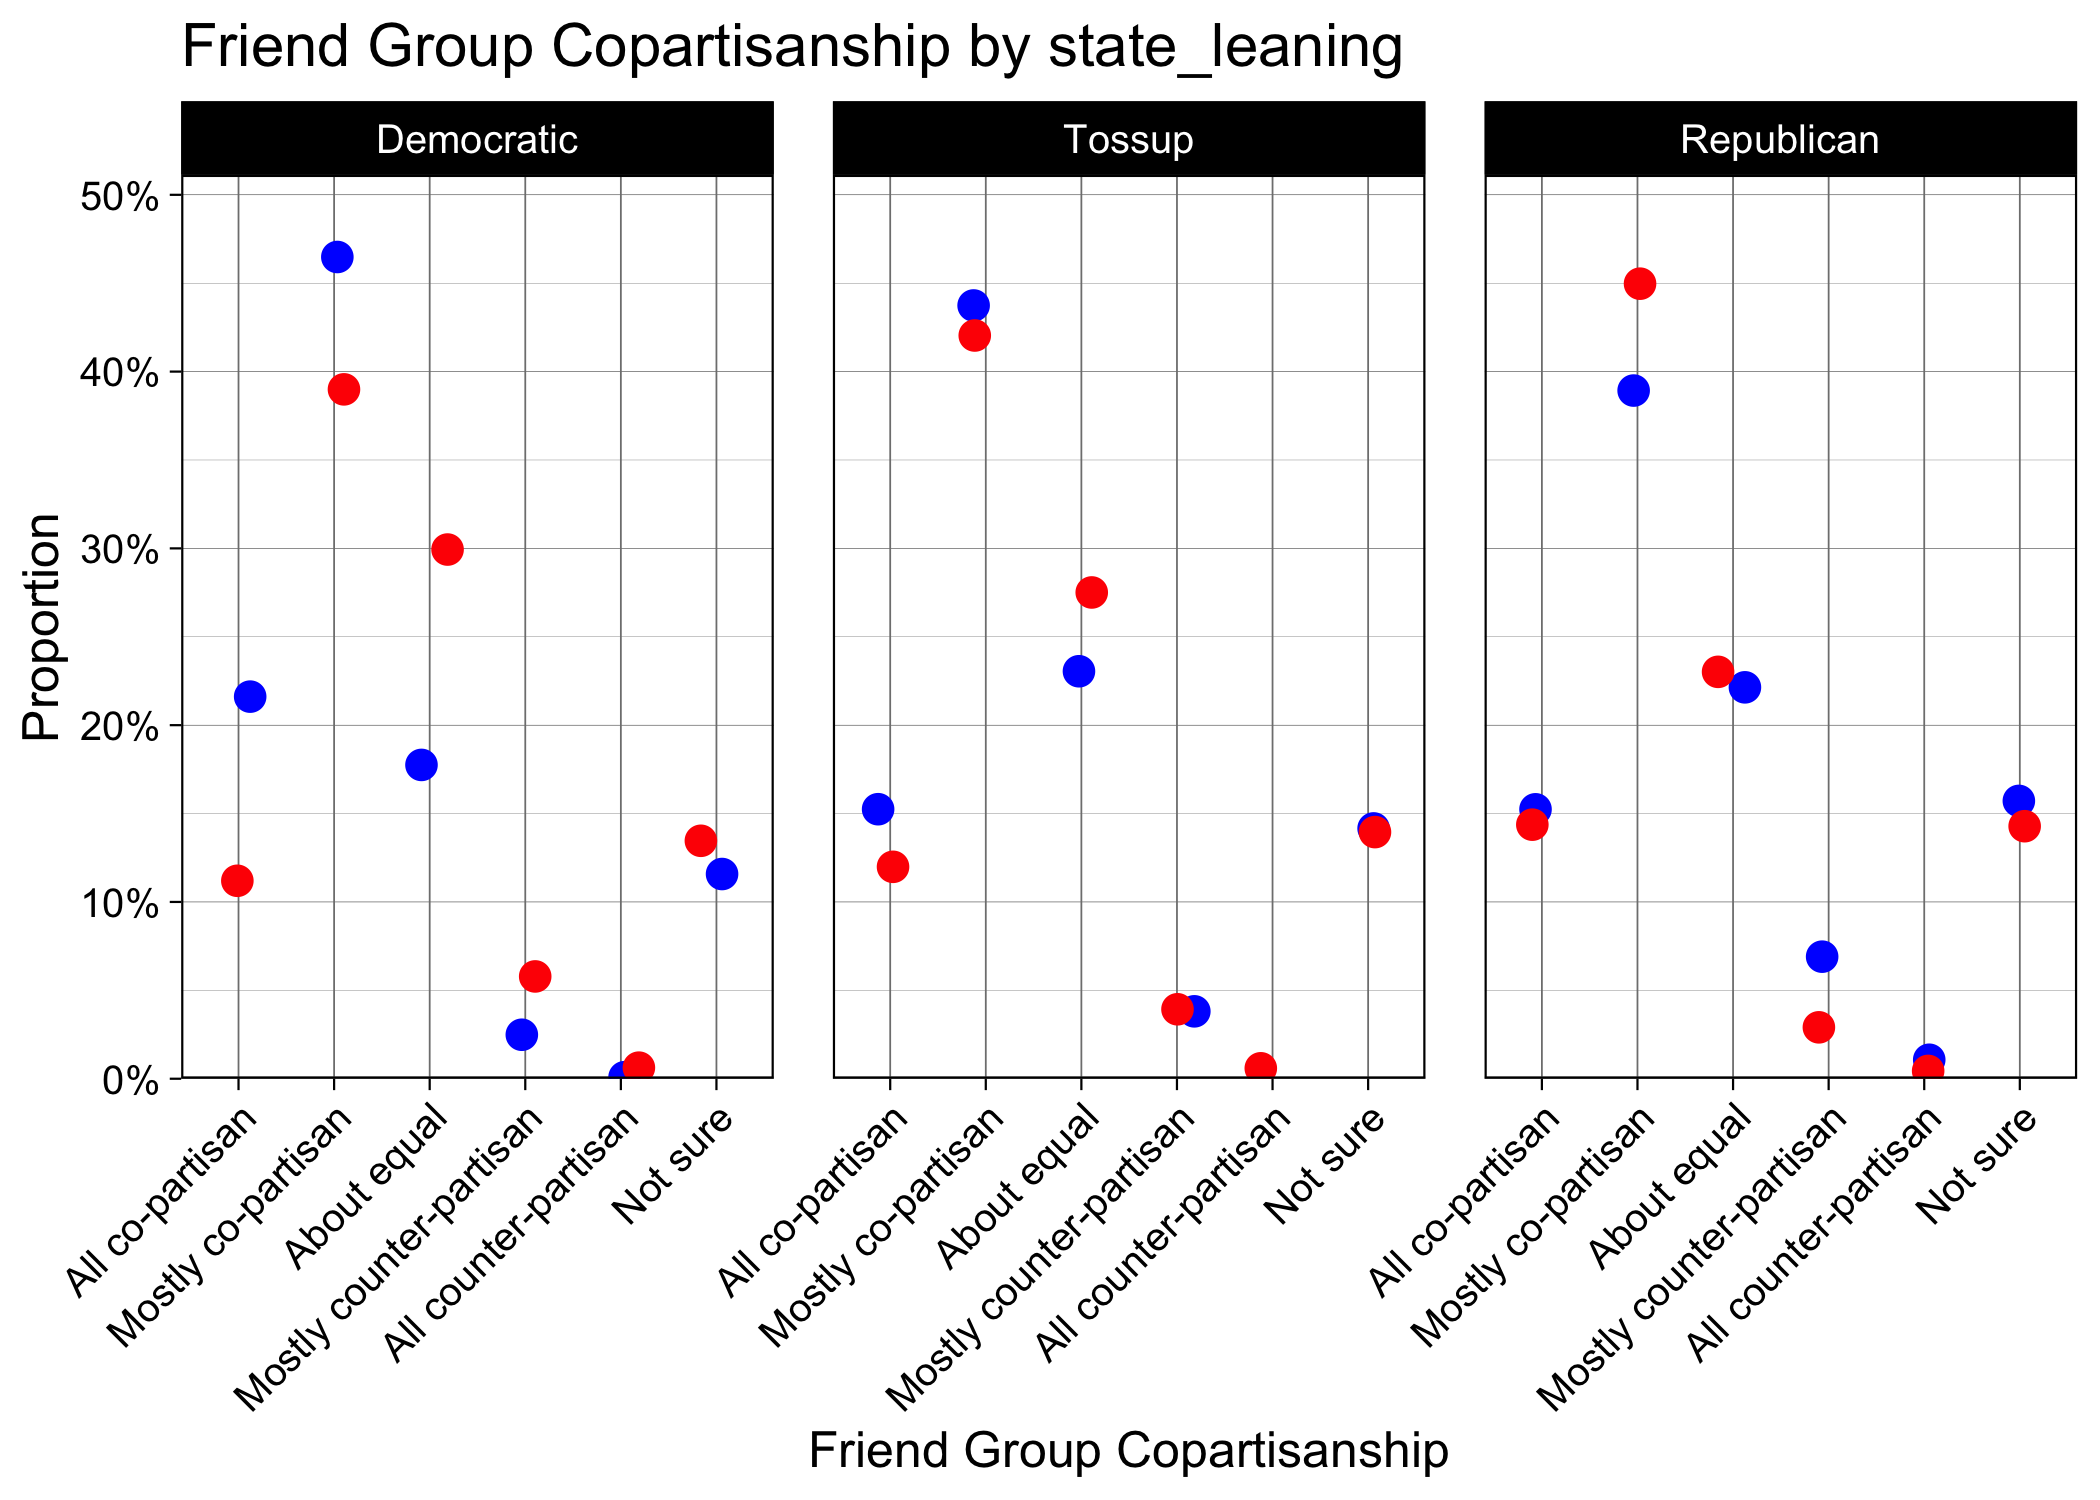 Friend Group Copartisanship by state_leaning
Democratic
Tossup
Republican
Proportion
50%
40%
30%
20%
10%
0%
All co-partisan
Mostly co-partisan
About equal
Mostly counter-partisan
All counter-partisan
Not sure
All co-partisan
Mostly co-partisan
About equal
Mostly counter-partisan
All counter-partisan
Not sure
All co-partisan
Mostly co-partisan
About equal
Mostly counter-partisan
All counter-partisan
Not sure
Friend Group Copartisanship